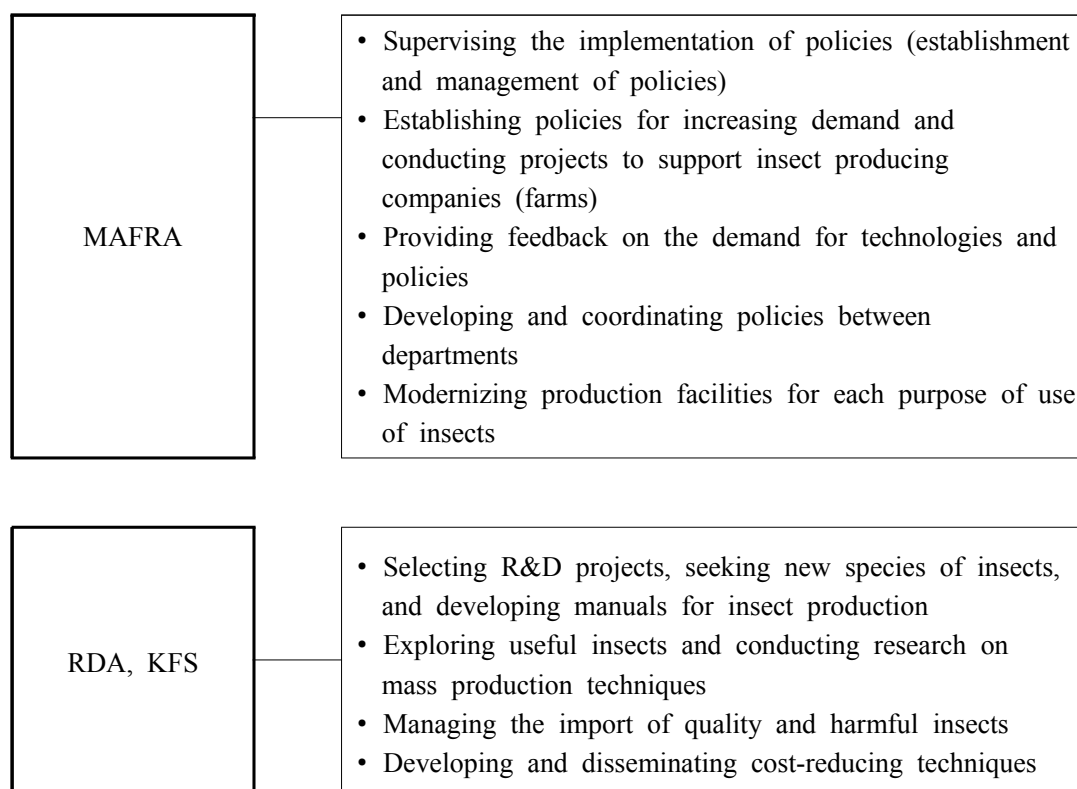 MAFRA
• Supervising the implementation of policies (establishment
and management of policies)
• Establishing policies for increasing demand and
conducting projects to support insect producing
companies (farms)
• Providing feedback on the demand for technologies and
policies
• Developing and coordinating policies between
departments
• Modernizing production facilities for each purpose of use
of insects
RDA, KFS
• Selecting R&D projects, seeking new species of insects,
and developing manuals for insect production
• Exploring useful insects and conducting research on
mass production techniques
• Managing the import of quality and harmful insects
• Developing and disseminating cost-reducing techniques